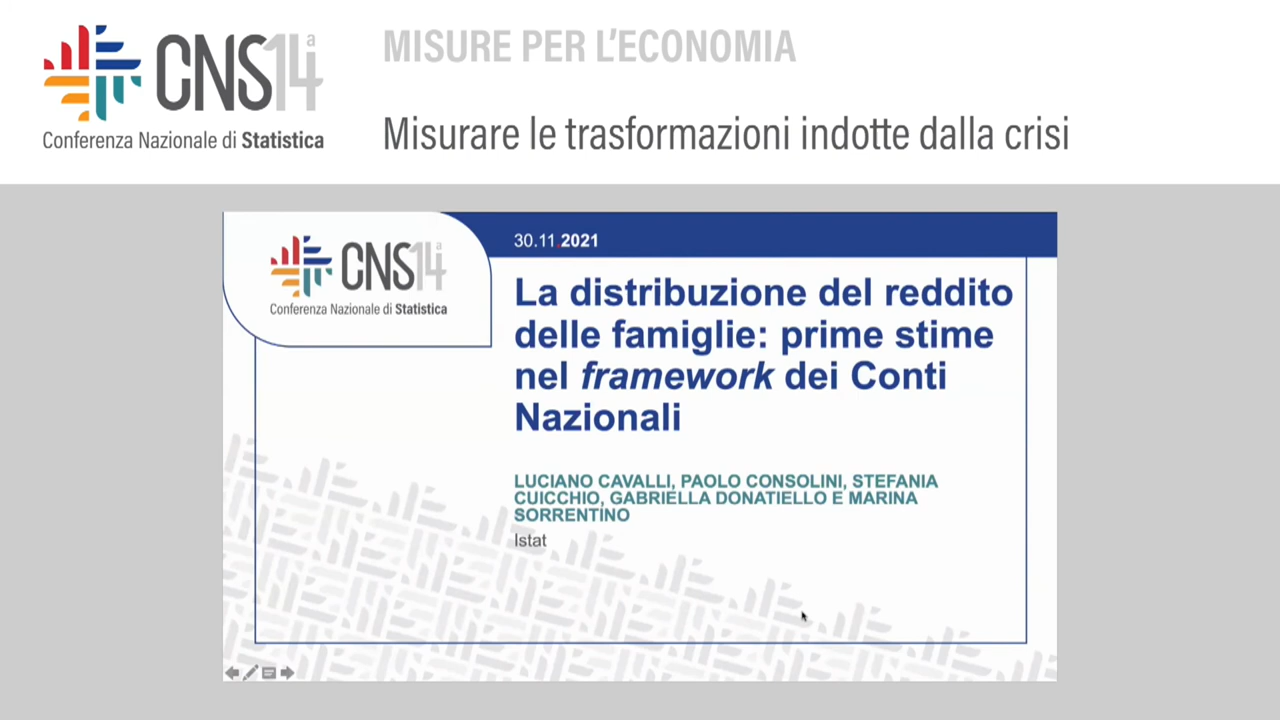 CNS14ª
Conferenza Nazionale di Statistica
MISURE PER L'ECONOMIA
Misurare le trasformazioni indotte dalla crisi
CNS14ª
Conferenza Nazionale di Statistica
30.11.2021
La distribuzione del reddito
delle famiglie: prime stime
nel framework dei Conti
Nazionali
LUCIANO CAVALLI, PAOLO CONSOLINI, STEFANIA
CUICCHIO, GABRIELLA DONATIELLO E MARINA
SORRENTINO
Istat